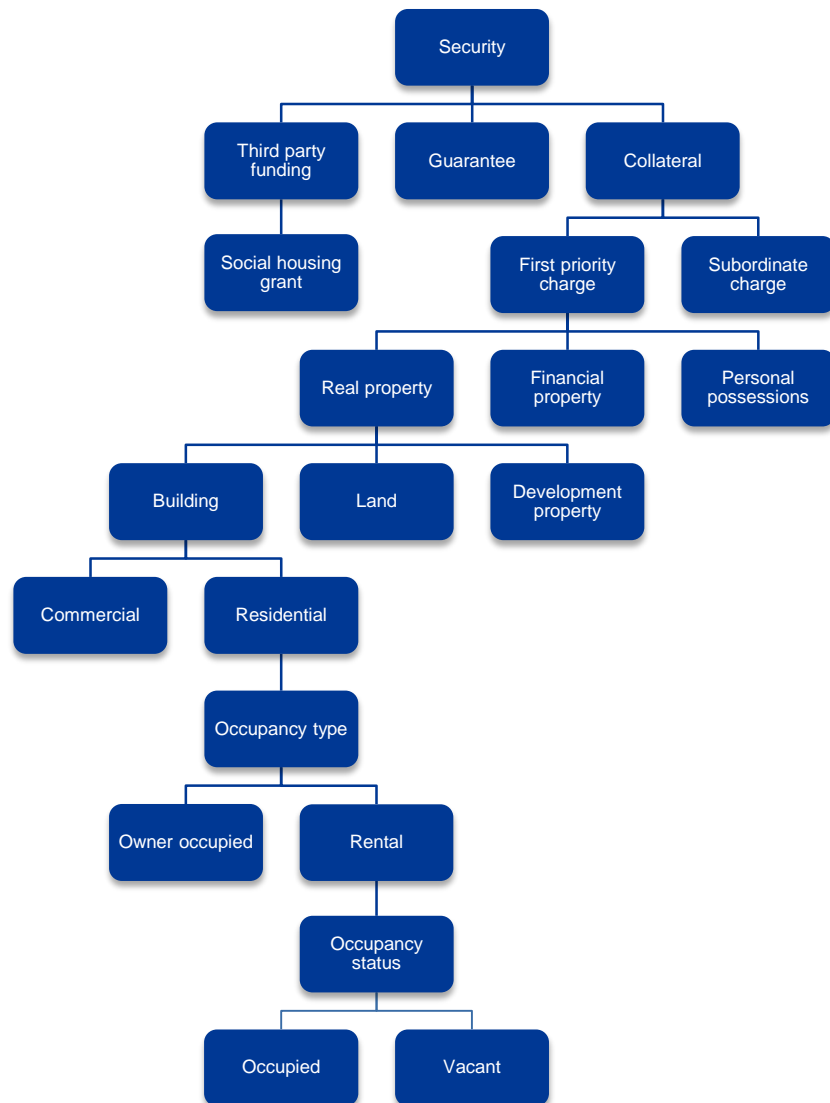 Security
Third party
funding
Guarantee
Collateral
Social housing
grant
First priority
charge
Subordinate
charge
Real property
Financial
property
Personal
possessions
Building
Land
Development
property
Commercial
Residential
Occupancy type
Owner occupied
Rental
Occupancy
status
Occupied
Vacant